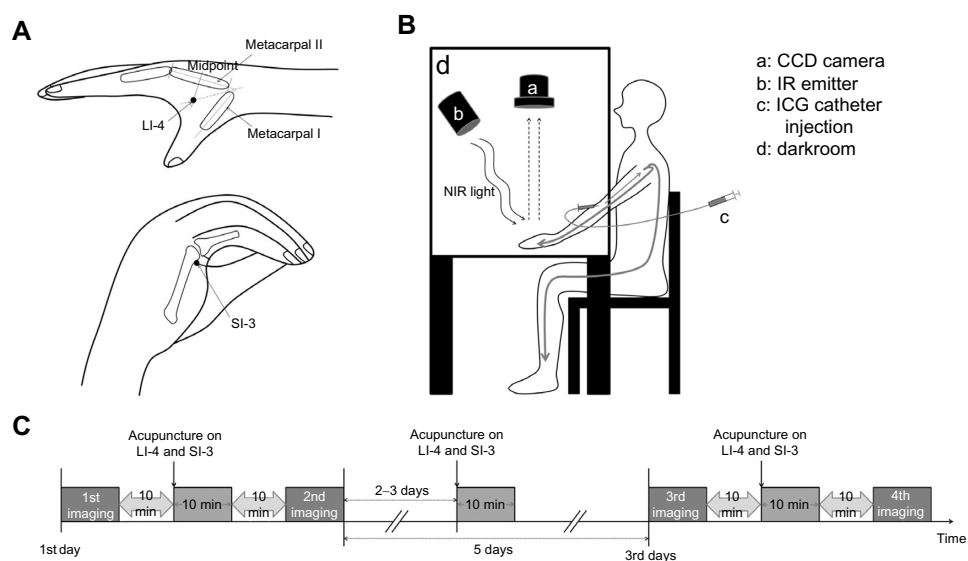 A
Metacarpal II
Midpoint
LI-4
Metacarpal I
SI-3
B
d
a
b
NIR light
c
a: CCD camera
b: IR emitter
c: ICG catheter
injection
d: darkroom
C
Acupuncture on
LI-4 and SI-3
Acupuncture on
LI-4 and SI-3
Acupuncture on
LI-4 and SI-3
1st
imaging
10
min
10 min
10
min
2nd
imaging
2–3 days
10 min
3rd
imaging
10
min
10 min
10
min
4th
imaging
5 days
Time
1st day
3rd days